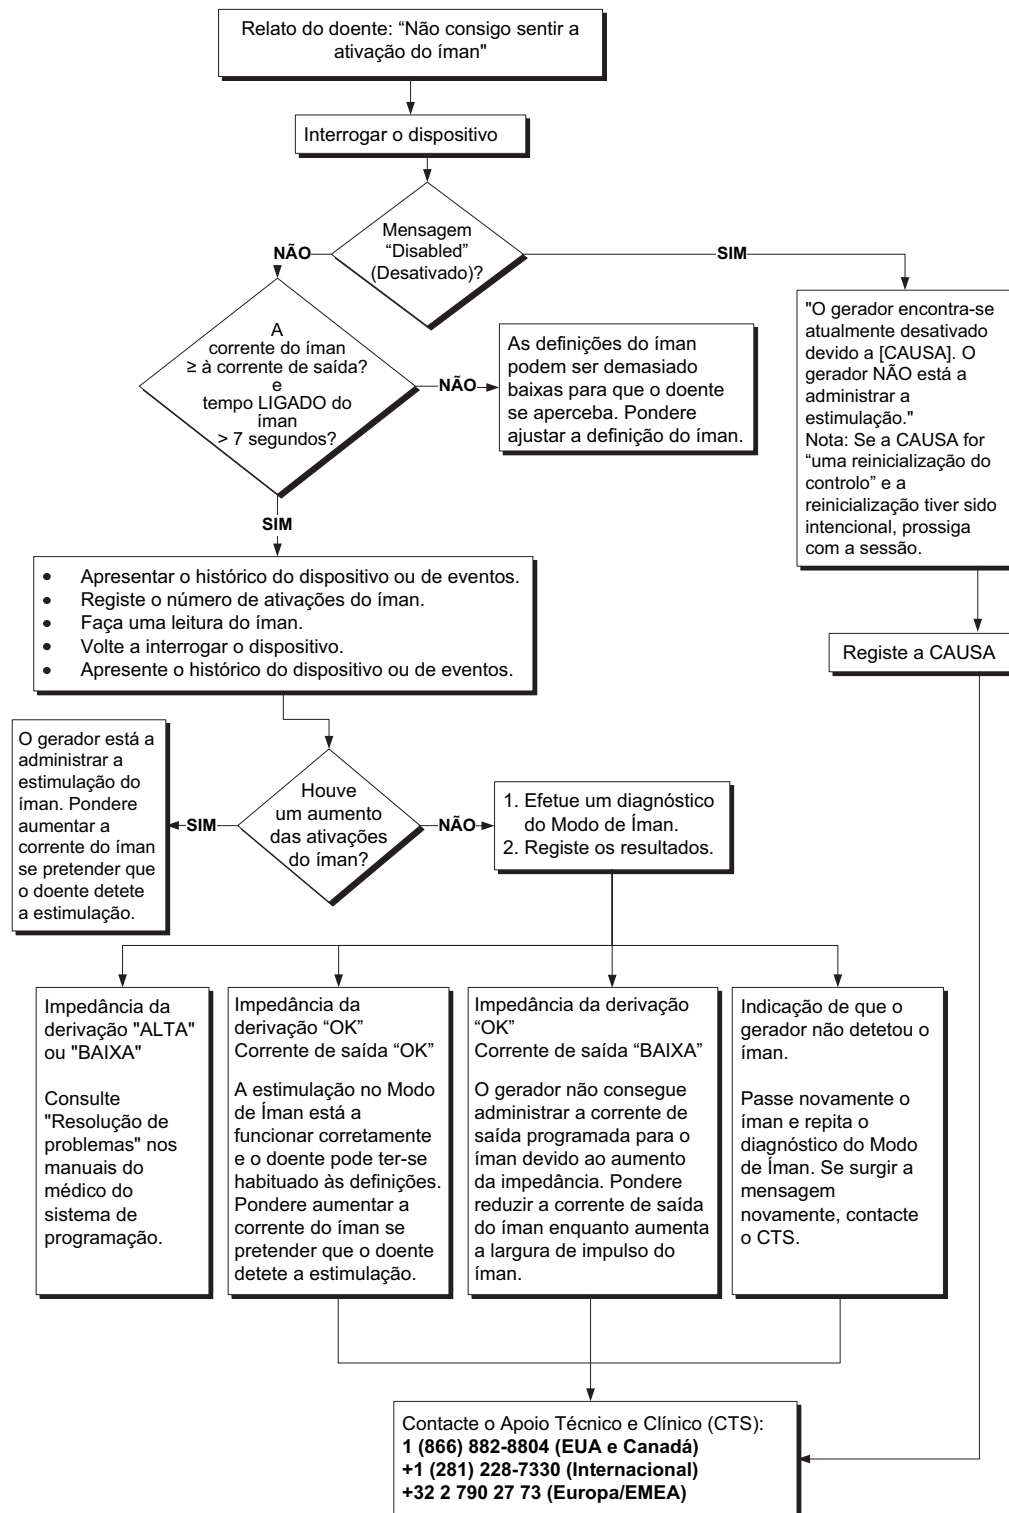 Relato do doente: “Não consigo sentir a
ativação do íman"
Interrogar o dispositivo
Mensagem
“Disabled”
(Desativado)?
NÃO
SIM
A
corrente do íman
≥ à corrente de saída?
e
tempo LIGADO do
íman
> 7 segundos?
NÃO
As definições do íman
podem ser demasiado
baixas para que o doente
se aperceba. Pondere
ajustar a definição do íman.
"O gerador encontra-se
atualmente desativado
devido a [CAUSA]. O
gerador NÃO está a
administrar a
estimulação."
Nota: Se a CAUSA for
“uma reinicialização do
controlo” e a
reinicialização tiver sido
intencional, prossiga
com a sessão.
SIM
• Apresentar o histórico do dispositivo ou de eventos.
• Registe o número de ativações do íman.
• Faça uma leitura do íman.
• Volte a interrogar o dispositivo.
• Apresente o histórico do dispositivo ou de eventos.
Registe a CAUSA
O gerador está a
administrar a
estimulação do
íman. Pondere
aumentar a
corrente do íman
se pretender que
o doente detete
a estimulação.
SIM
Houve
um aumento
das ativações
do íman?
NÃO
1. Efetue um diagnóstico
do Modo de Íman.
2. Registe os resultados.
Impedância da
derivação "ALTA"
ou "BAIXA"
Consulte
"Resolução de
problemas" nos
manuais do
médico do
sistema de
programação.
Impedância da
derivação “OK”
Corrente de saída “OK”
A estimulação no Modo
de Íman está a
funcionar corretamente
e o doente pode ter-se
habituado às definições.
Pondere aumentar a
corrente do íman se
pretender que o doente
detete a estimulação.
Impedância da derivação
“OK”
Corrente de saída “BAIXA”
O gerador não consegue
administrar a corrente de
saída programada para o
íman devido ao aumento
da impedância. Pondere
reduzir a corrente de saída
do íman enquanto aumenta
a largura de impulso do
íman.
Indicação de que o
gerador não detetou o
íman.
Passe novamente o
íman e repita o
diagnóstico do Modo
de Íman. Se surgir a
mensagem
novamente, contacte
o CTS.
Contacte o Apoio Técnico e Clínico (CTS):
1 (866) 882-8804 (EUA e Canadá)
+1 (281) 228-7330 (Internacional)
+32 2 790 27 73 (Europa/EMEA)